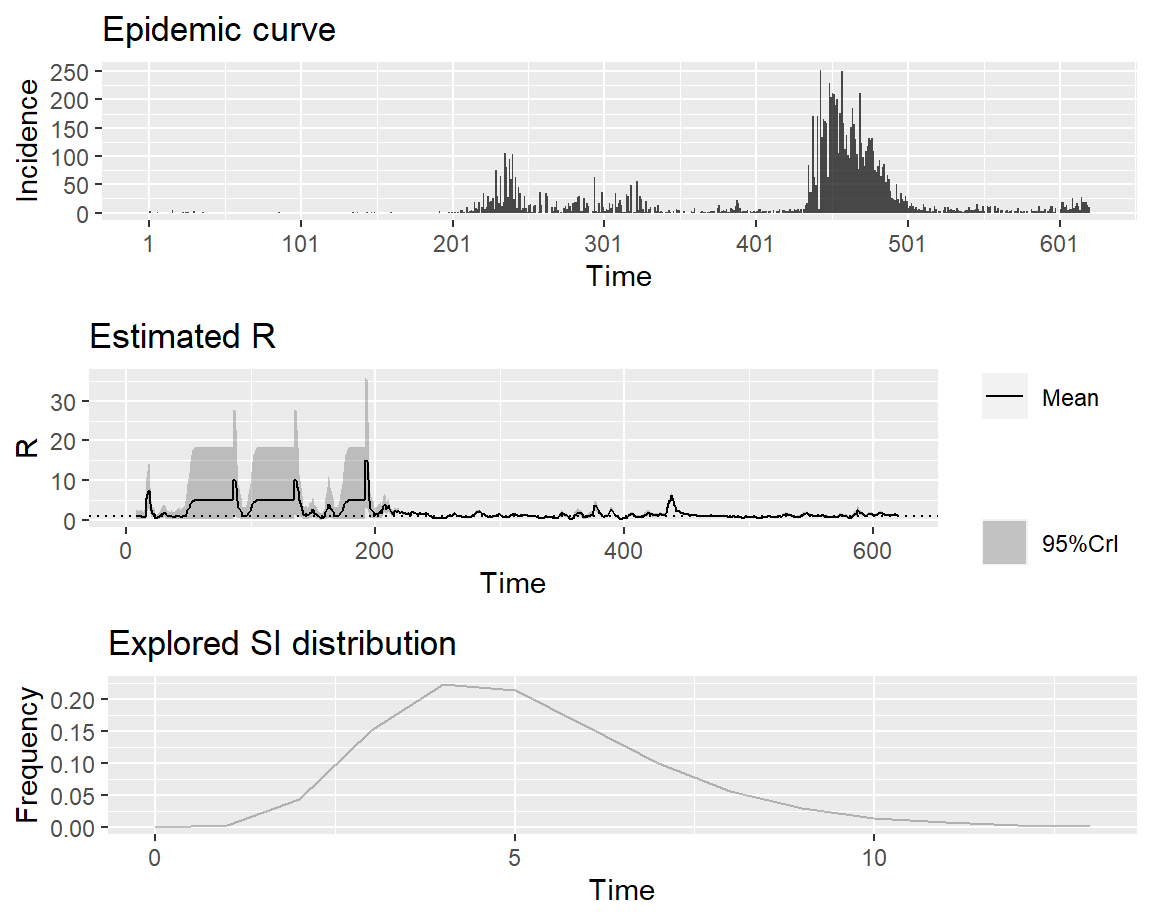 Epidemic curve
Incidence
250
200
150
100
50
0
1 101 201 301 401 501 601
Time
Estimated R
R
30
20
10
0
0 200 400 600
Time
Mean
95%CrI
Explored SI distribution
Frequency
0.20
0.15
0.10
0.05
0.00
0 5 10
Time